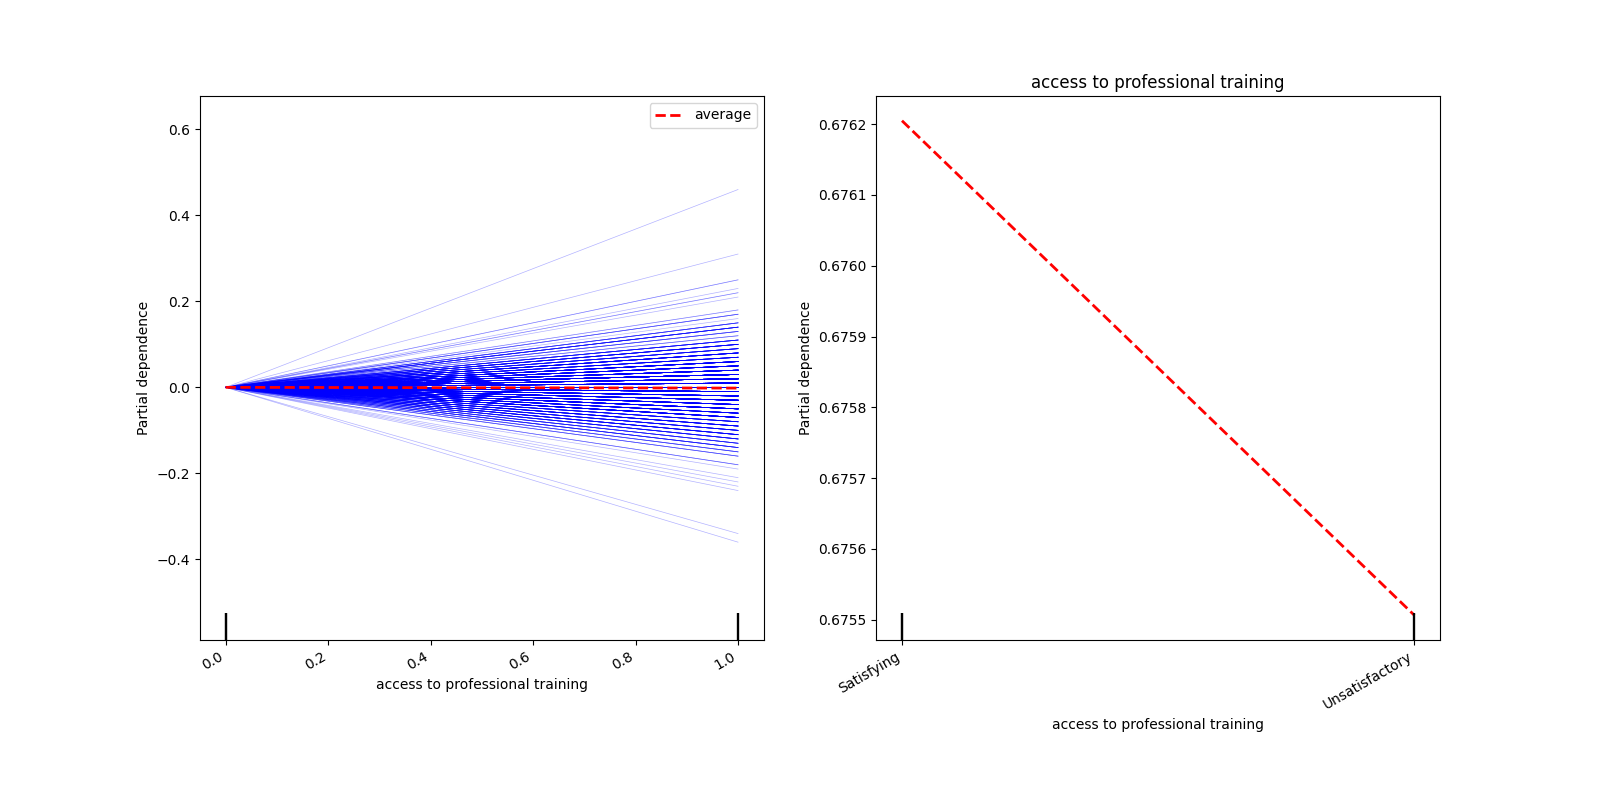 average
0.6
0.4
0.2
0.0
−0.2
−0.4
Partial dependence
0.0
0.2
0.4
0.6
0.8
1.0
access to professional training
access to professional training
0.6762
0.6761
0.6760
0.6759
0.6758
0.6757
0.6756
0.6755
Partial dependence
Satisfying
Unsatisfactory
access to professional training